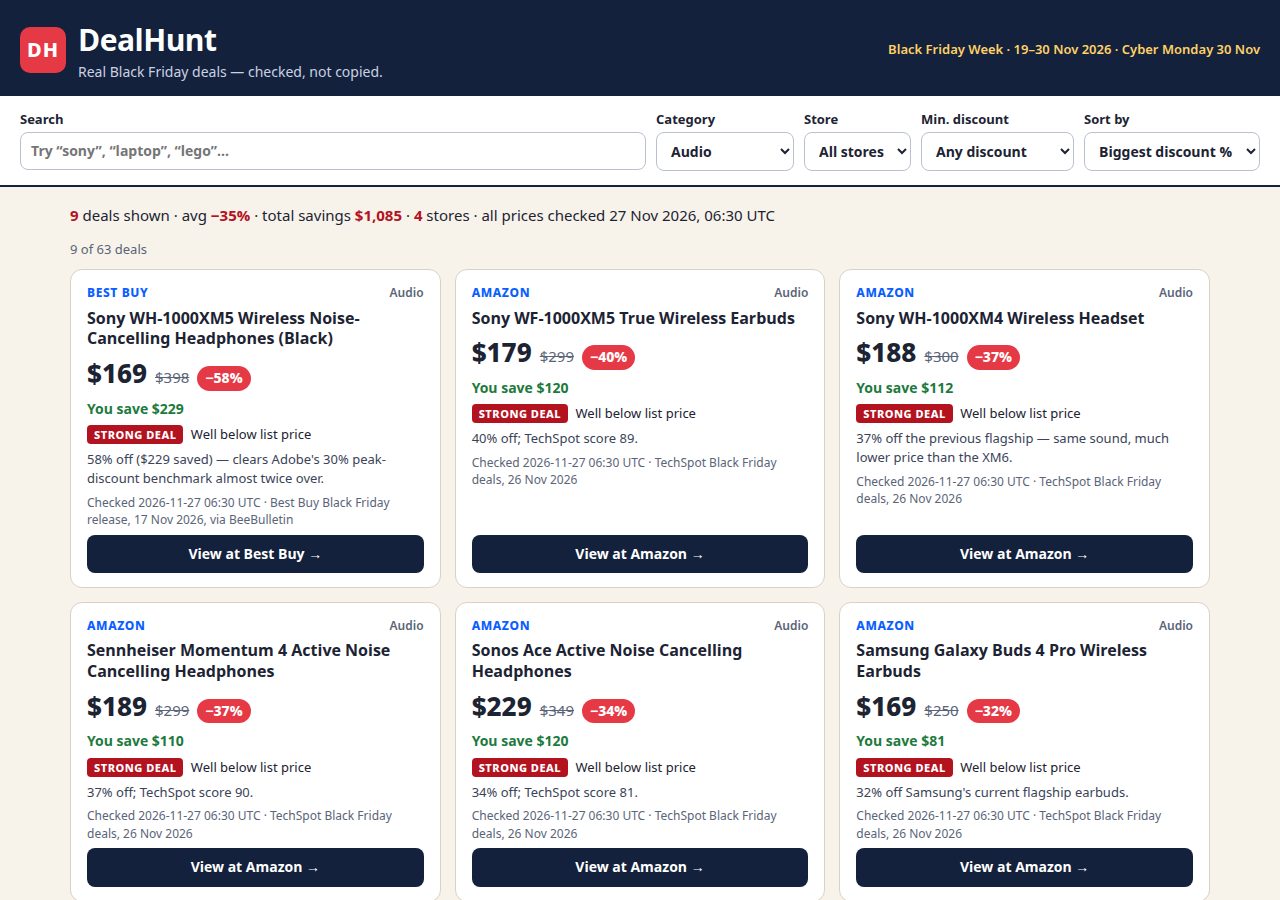 DH
DealHunt
Real Black Friday deals — checked, not copied.
Black Friday Week · 19–30 Nov 2026 · Cyber Monday 30 Nov
Search
Category
Store
Min. discount
Sort by
Try “sony”, “laptop”, “lego”…
Audio
All stores
Any discount
Biggest discount %
9 deals shown · avg −35% · total savings $1,085 · 4 stores · all prices checked 27 Nov 2026, 06:30 UTC
9 of 63 deals
BEST BUY
Audio
Sony WH-1000XM5 Wireless Noise-
Cancelling Headphones (Black)
$169 $398 −58%
You save $229
STRONG DEAL Well below list price
58% off ($229 saved) — clears Adobe's 30% peak-
discount benchmark almost twice over.
Checked 2026-11-27 06:30 UTC · Best Buy Black Friday
release, 17 Nov 2026, via BeeBulletin
View at Best Buy →
AMAZON
Audio
Sony WF-1000XM5 True Wireless Earbuds
$179 $299 −40%
You save $120
STRONG DEAL Well below list price
40% off; TechSpot score 89.
Checked 2026-11-27 06:30 UTC · TechSpot Black Friday
deals, 26 Nov 2026
View at Amazon →
AMAZON
Audio
Sony WH-1000XM4 Wireless Headset
$188 $300 −37%
You save $112
STRONG DEAL Well below list price
37% off the previous flagship — same sound, much
lower price than the XM6.
Checked 2026-11-27 06:30 UTC · TechSpot Black Friday
deals, 26 Nov 2026
View at Amazon →
AMAZON
Audio
Sennheiser Momentum 4 Active Noise
Cancelling Headphones
$189 $299 −37%
You save $110
STRONG DEAL Well below list price
37% off; TechSpot score 90.
Checked 2026-11-27 06:30 UTC · TechSpot Black Friday
deals, 26 Nov 2026
View at Amazon →
AMAZON
Audio
Sonos Ace Active Noise Cancelling
Headphones
$229 $349 −34%
You save $120
STRONG DEAL Well below list price
34% off; TechSpot score 81.
Checked 2026-11-27 06:30 UTC · TechSpot Black Friday
deals, 26 Nov 2026
View at Amazon →
AMAZON
Audio
Samsung Galaxy Buds 4 Pro Wireless
Earbuds
$169 $250 −32%
You save $81
STRONG DEAL Well below list price
32% off Samsung's current flagship earbuds.
Checked 2026-11-27 06:30 UTC · TechSpot Black Friday
deals, 26 Nov 2026
View at Amazon →